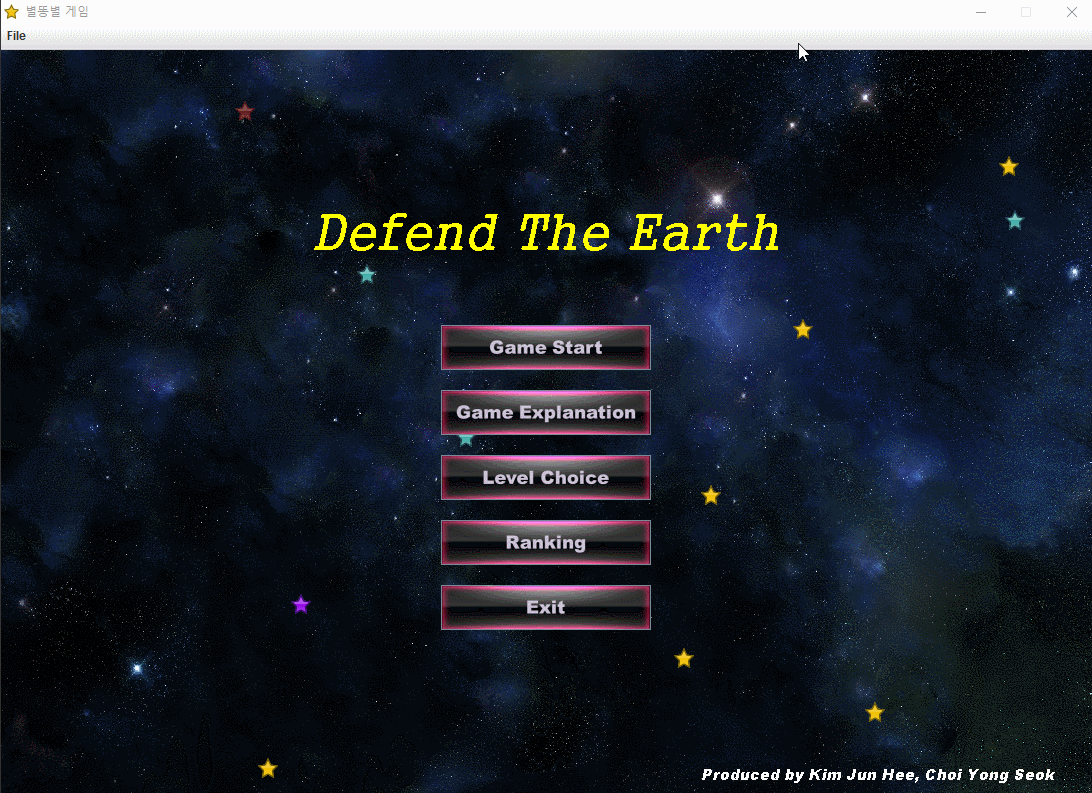 별똥별 게임
File
Defend The Earth
Game Start
Game Explanation
Level Choice
Ranking
Exit
Produced by Kim Jun Hee, Choi Yong Seok